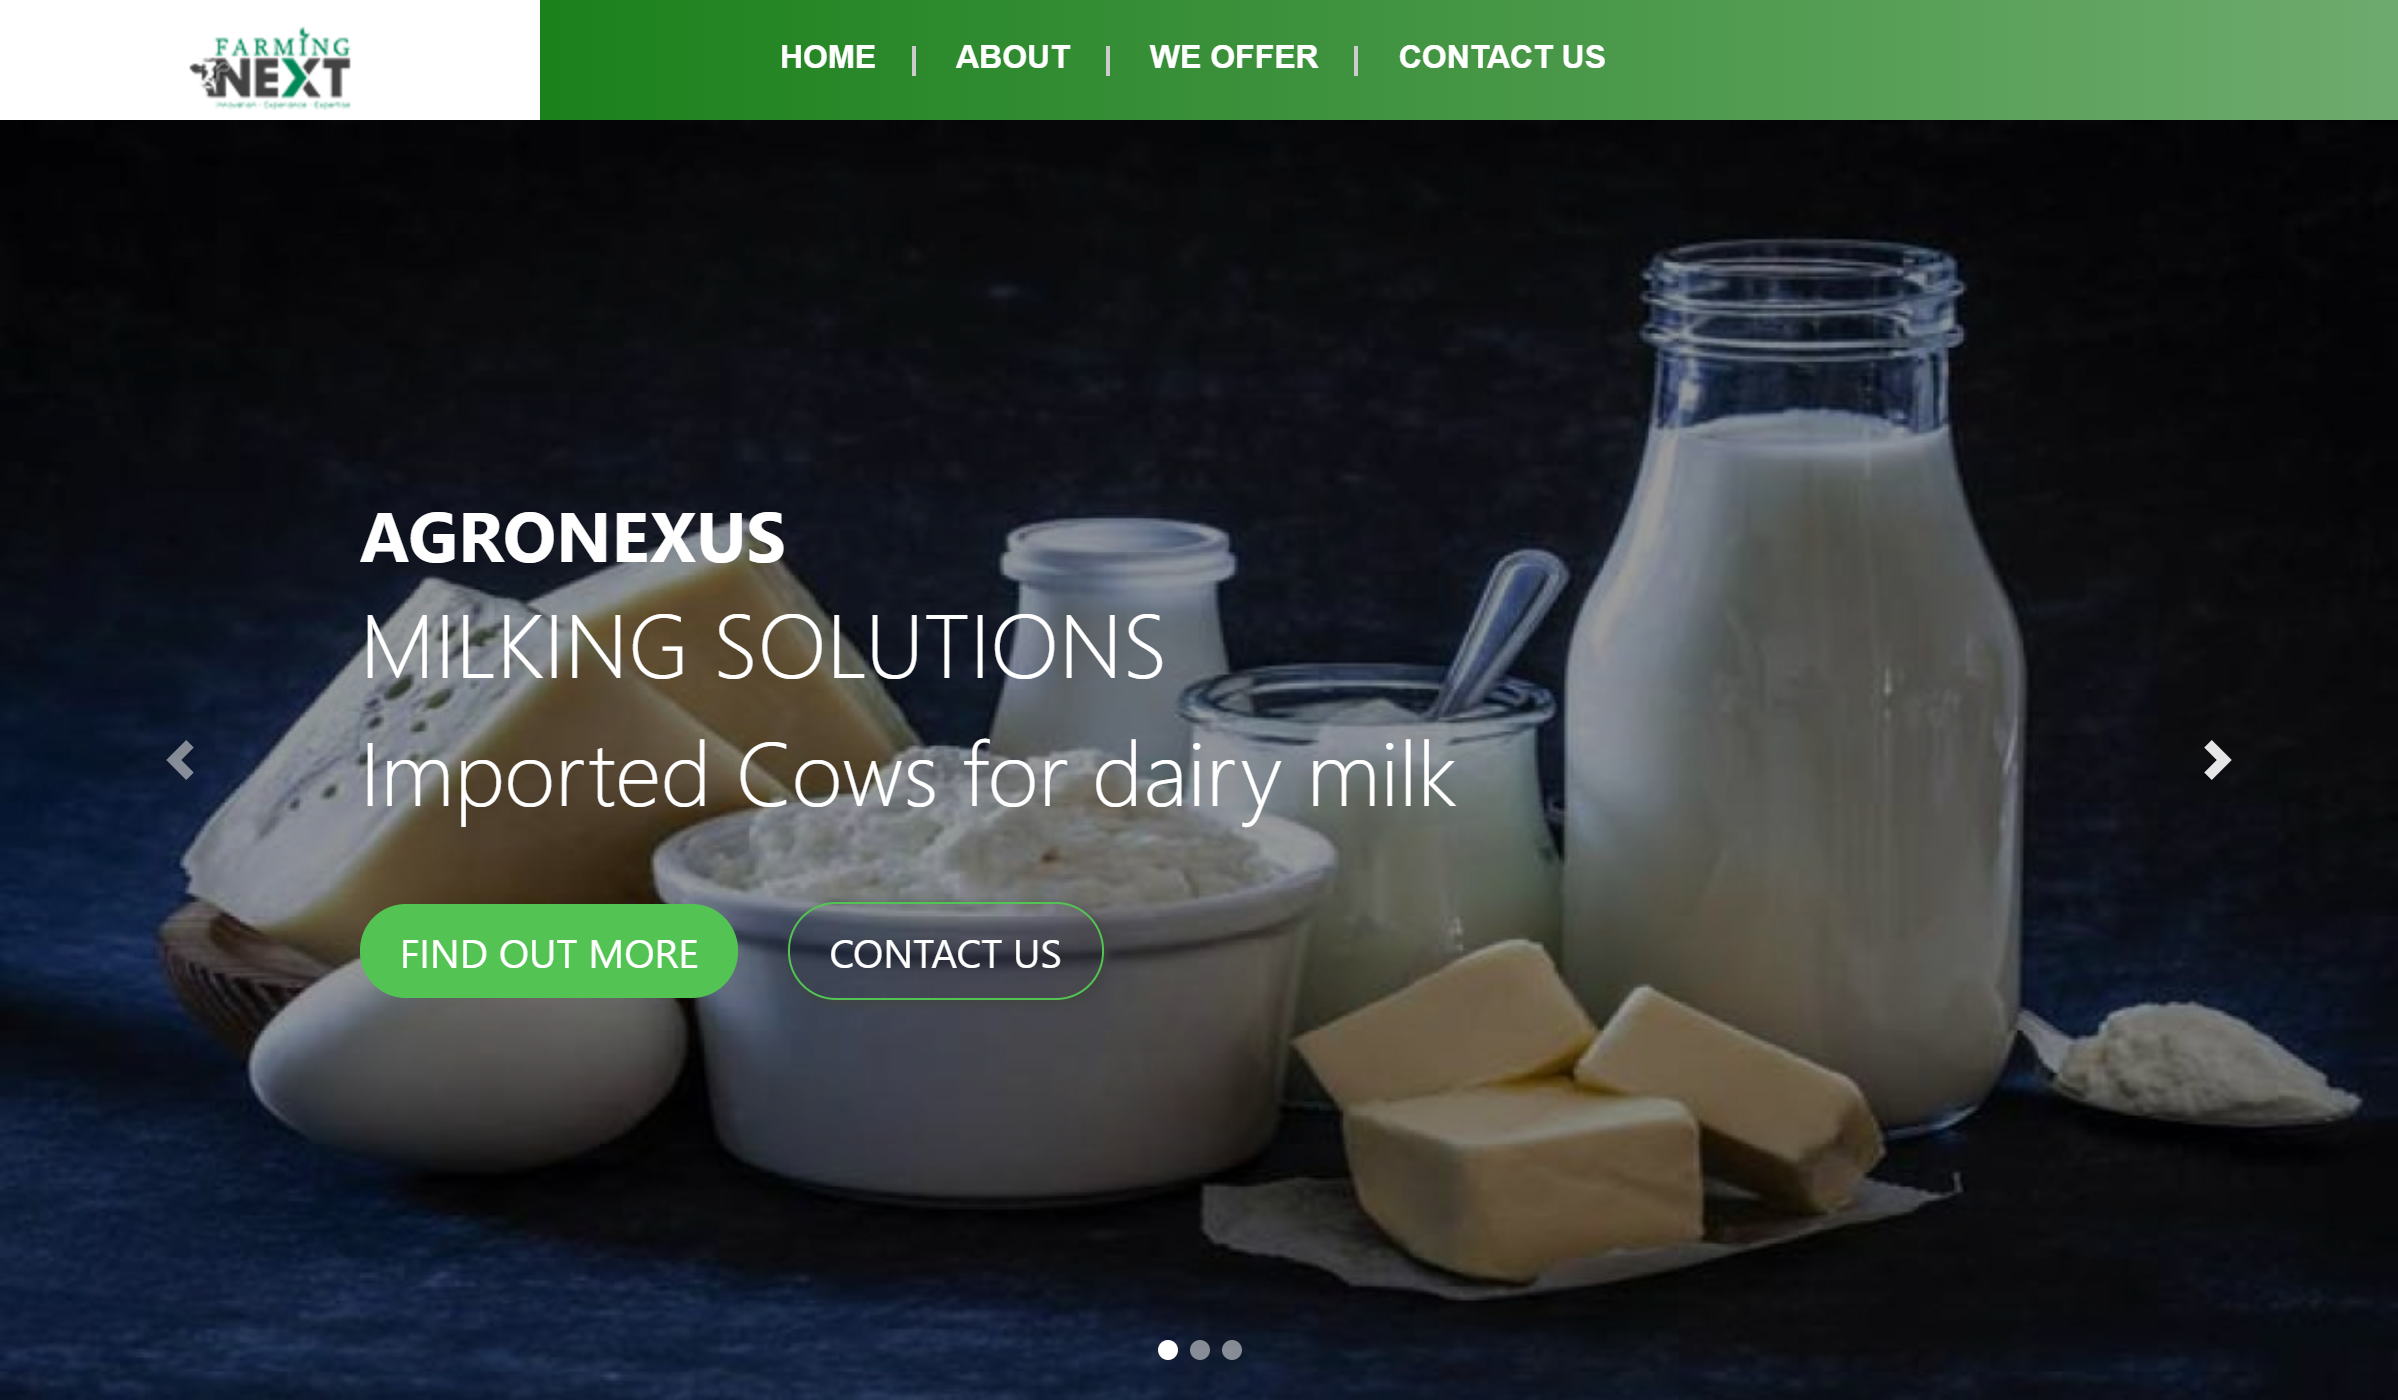 FARMING
NEXT
Innovation - Experience - Expertise
HOME | ABOUT | WE OFFER | CONTACT US
AGRONEXUS
MILKING SOLUTIONS
Imported Cows for dairy milk
FIND OUT MORE
CONTACT US